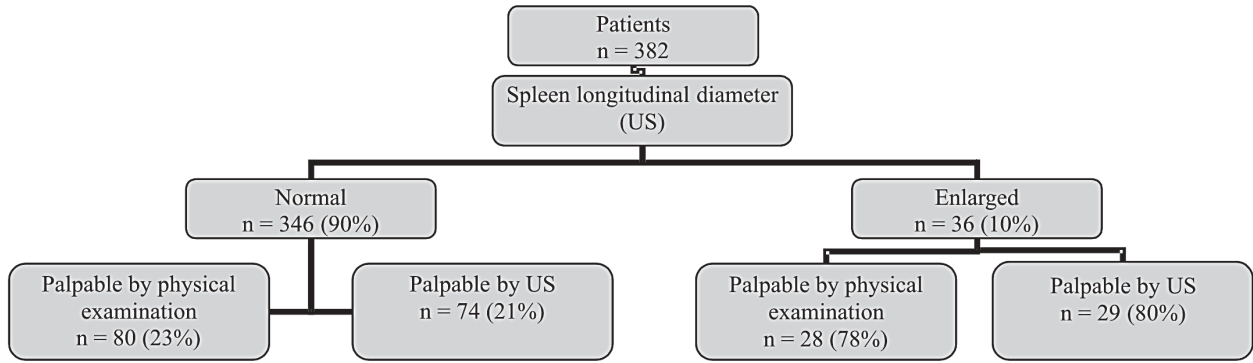 Patients
n = 382
Spleen longitudinal diameter
(US)
Normal
n = 346 (90%)
Enlarged
n = 36 (10%)
Palpable by physical
examination
n = 80 (23%)
Palpable by US
n = 74 (21%)
Palpable by physical
examination
n = 28 (78%)
Palpable by US
n = 29 (80%)